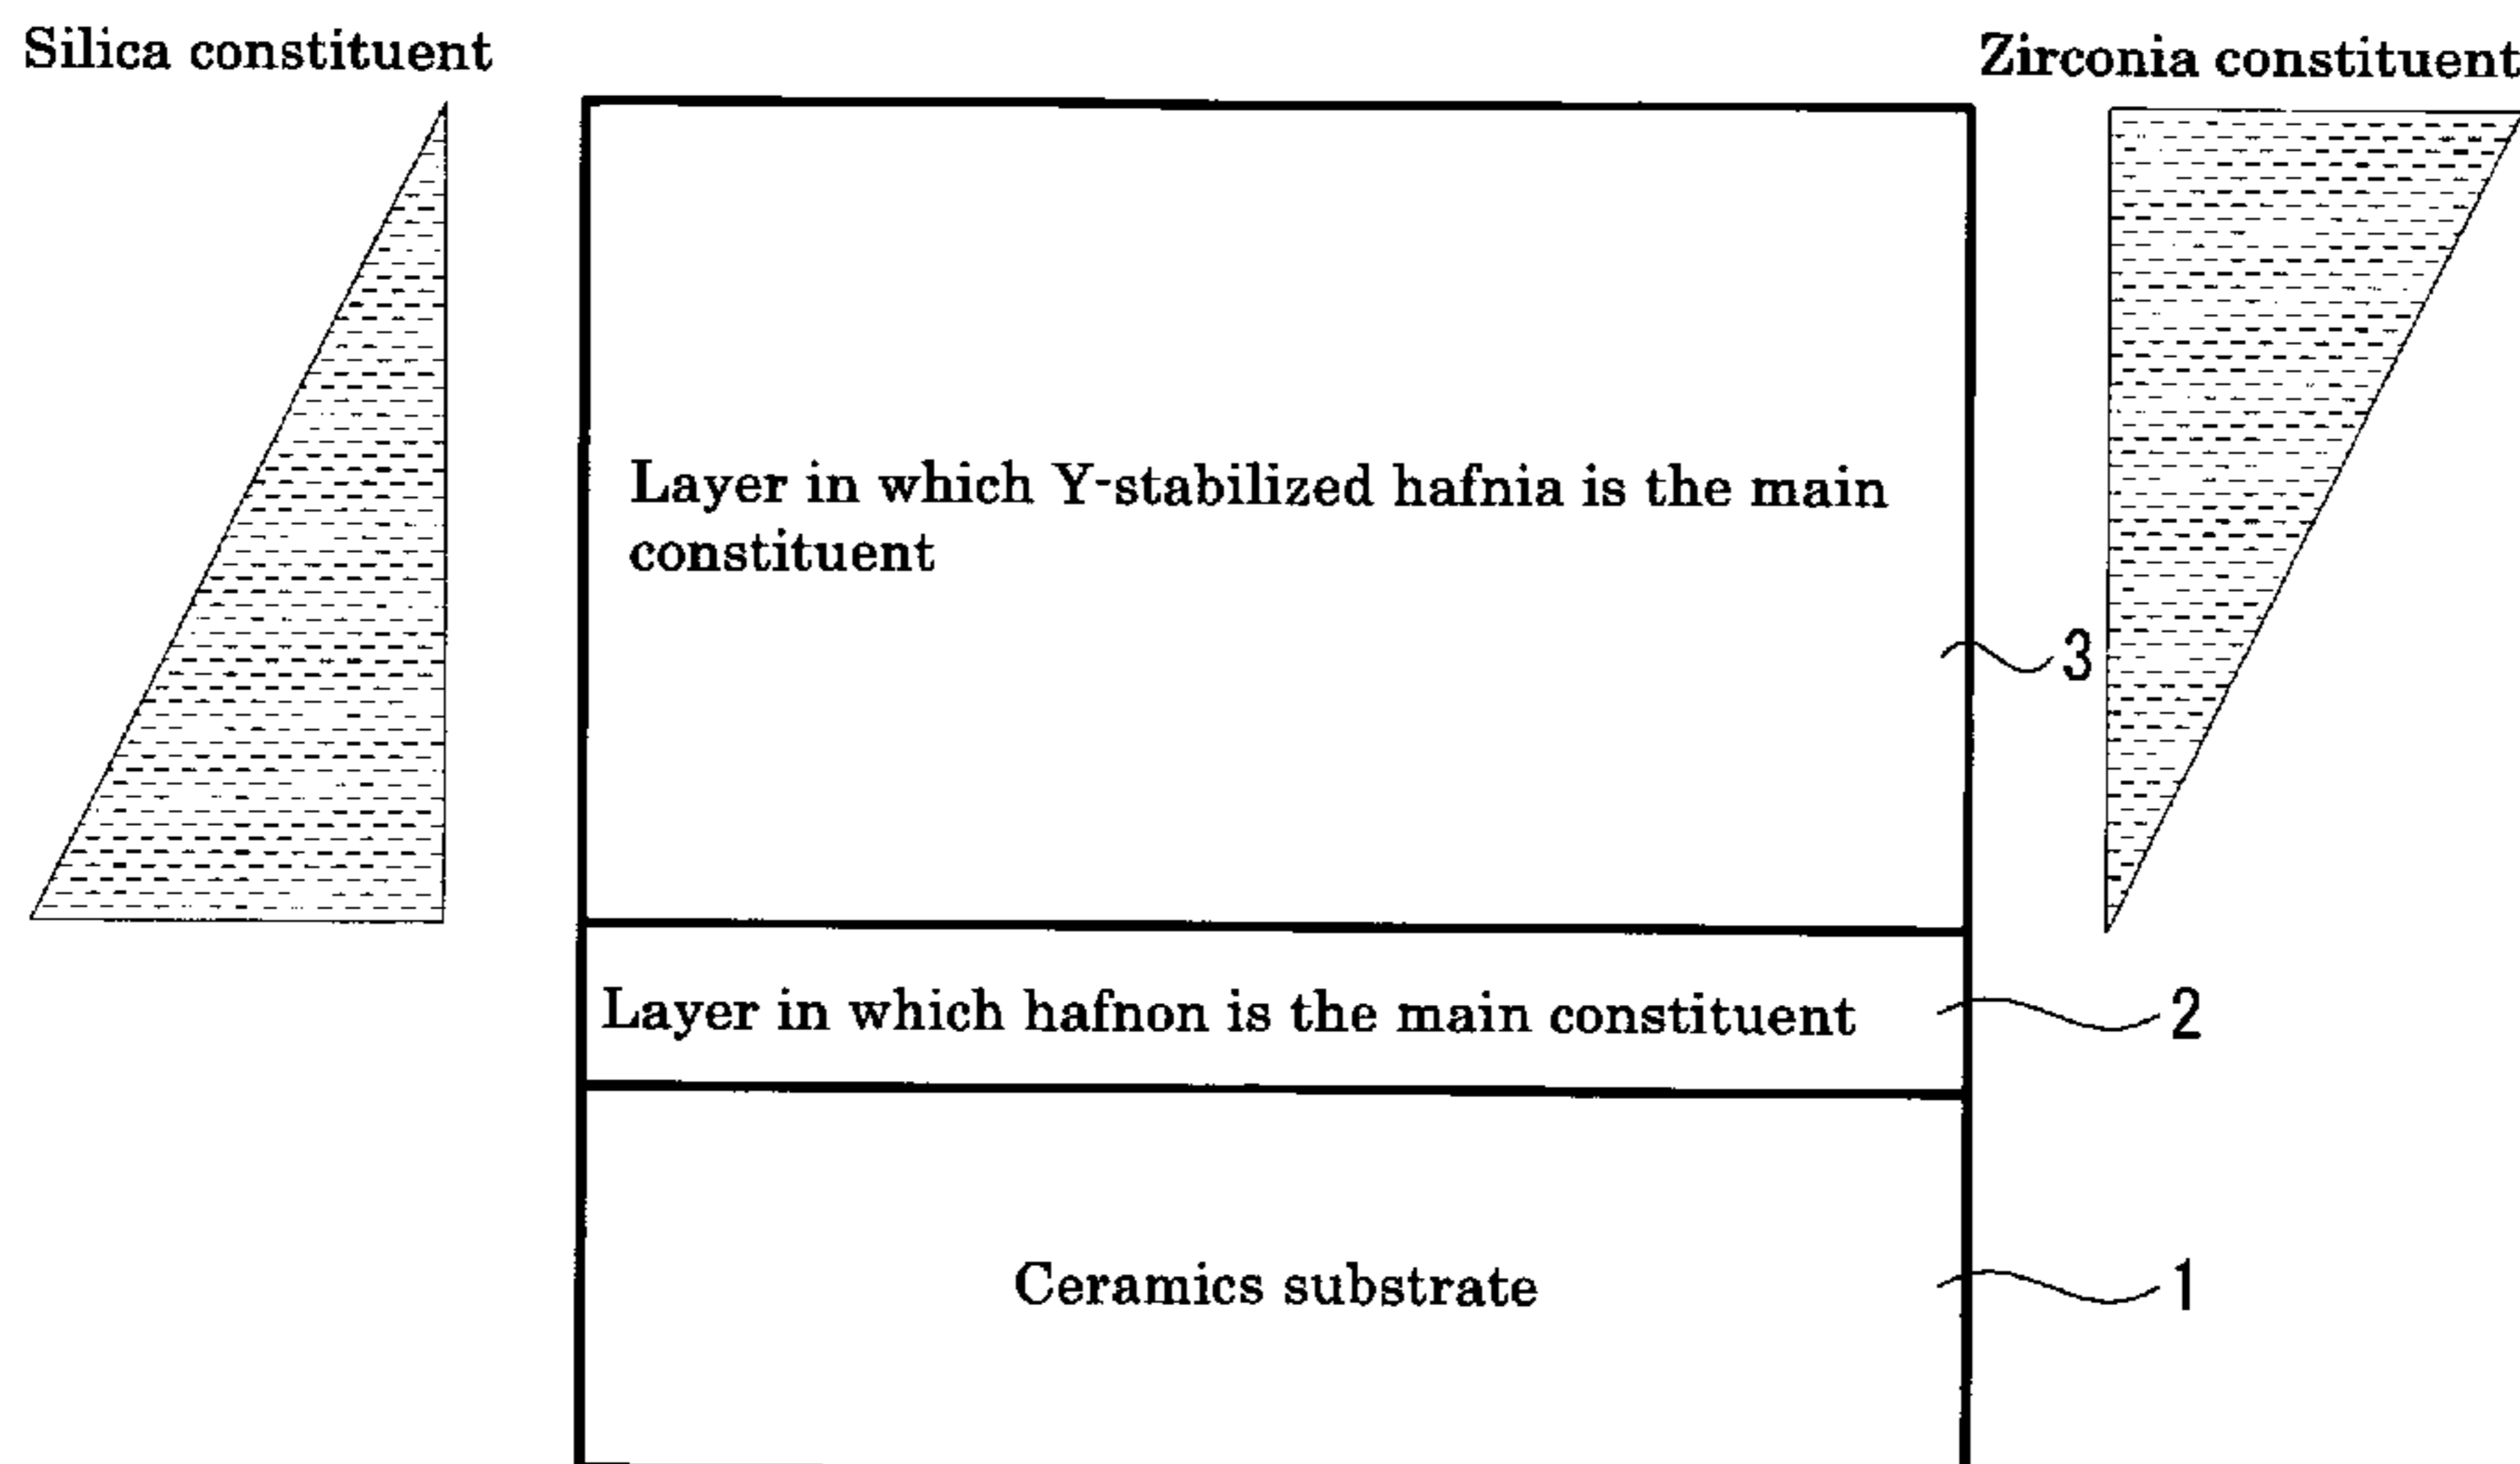 Silica constituent
Zirconia constituent
Layer in which Y-stabilized hafnia is the main
constituent
3
Layer in which hafnon is the main constituent
2
Ceramics substrate
1